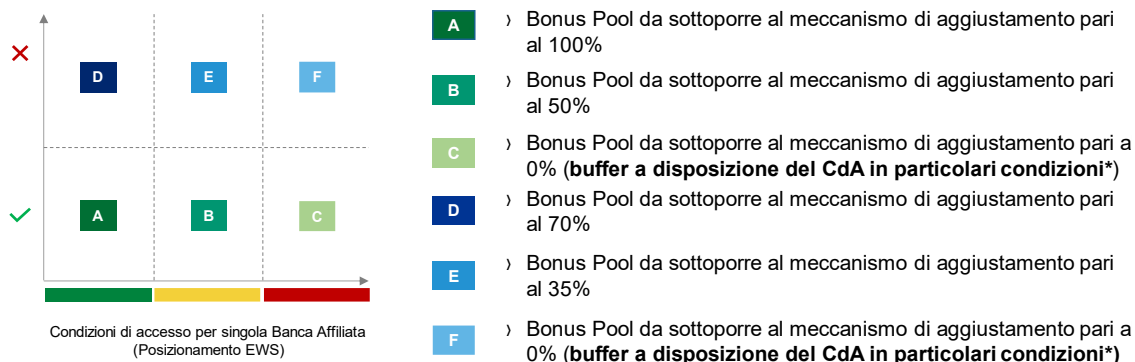 D
E
F
A
B
C
Condizioni di accesso per singola Banca Affiliata
(Posizionamento EWS)
A
› Bonus Pool da sottoporre al meccanismo di aggiustamento pari
al 100%
B
› Bonus Pool da sottoporre al meccanismo di aggiustamento pari
al 50%
C
› Bonus Pool da sottoporre al meccanismo di aggiustamento pari a
0% (buffer a disposizione del CdA in particolari condizioni*)
D
› Bonus Pool da sottoporre al meccanismo di aggiustamento pari
al 70%
E
› Bonus Pool da sottoporre al meccanismo di aggiustamento pari
al 35%
F
› Bonus Pool da sottoporre al meccanismo di aggiustamento pari a
0% (buffer a disposizione del CdA in particolari condizioni*)